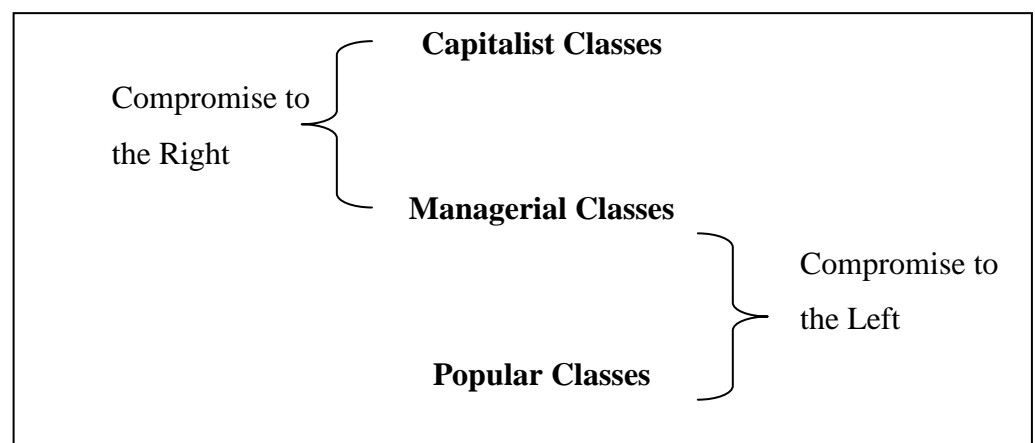 Capitalist Classes
Compromise to
the Right
Managerial Classes
Compromise to
the Left
Popular Classes